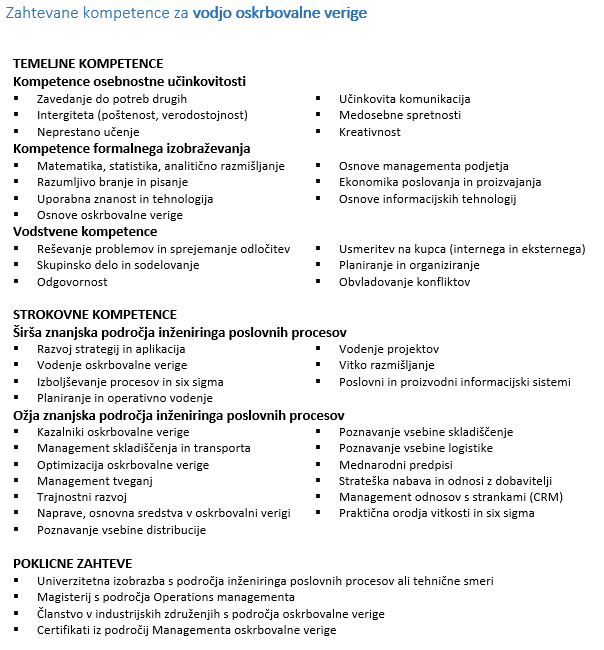 Zahtevane kompetence za vodjo oskrbovalne verige
TEMELJNE KOMPETENCE
Kompetence osebnostne učinkovitosti
▪ Zavedanje do potreb drugih
▪ Intergiteta (poštenost, verodostojnost)
▪ Neprestano učenje
▪ Učinkovita komunikacija
▪ Medosebne spretnosti
▪ Kreativnost
Kompetence formalnega izobraževanja
▪ Matematika, statistika, analitično razmišljanje
▪ Razumljivo branje in pisanje
▪ Uporabna znanost in tehnologija
▪ Osnove oskrbovalne verige
▪ Osnove managementa podjetja
▪ Ekonomika poslovanja in proizvajanja
▪ Osnove informacijskih tehnologij
Vodstvene kompetence
▪ Reševanje problemov in sprejemanje odločitev
▪ Skupinsko delo in sodelovanje
▪ Odgovornost
▪ Usmeritev na kupca (internega in eksternega)
▪ Planiranje in organiziranje
▪ Obvladovanje konfliktov
STROKOVNE KOMPETENCE
Širša znanjska področja inženiringa poslovnih procesov
▪ Razvoj strategij in aplikacija
▪ Vodenje oskrbovalne verige
▪ Izboljševanje procesov in six sigma
▪ Planiranje in operativno vodenje
▪ Vodenje projektov
▪ Vitko razmišljanje
▪ Poslovni in proizvodni informacijski sistemi
Ožja znanjska področja inženiringa poslovnih procesov
▪ Kazalniki oskrbovalne verige
▪ Management skladiščenja in transporta
▪ Optimizacija oskrbovalne verige
▪ Management tveganj
▪ Trajnostni razvoj
▪ Naprave, osnovna sredstva v oskrbovalni verigi
▪ Poznavanje vsebine distribucije
▪ Poznavanje vsebine skladiščenje
▪ Poznavanje vsebine logistike
▪ Mednarodni predpisi
▪ Strateška nabava in odnosi z dobavitelji
▪ Management odnosov s strankami (CRM)
▪ Praktična orodja vitkosti in six sigma
POKLICNE ZAHTEVE
▪ Univerzitetna izobrazba s področja inženiringa poslovnih procesov ali tehnične smeri
▪ Magisterij s področja Operations managementa
▪ Članstvo v industrijskih združenjih s področja oskrbovalne verige
▪ Certifikati iz področij Managementa oskrbovalne verige